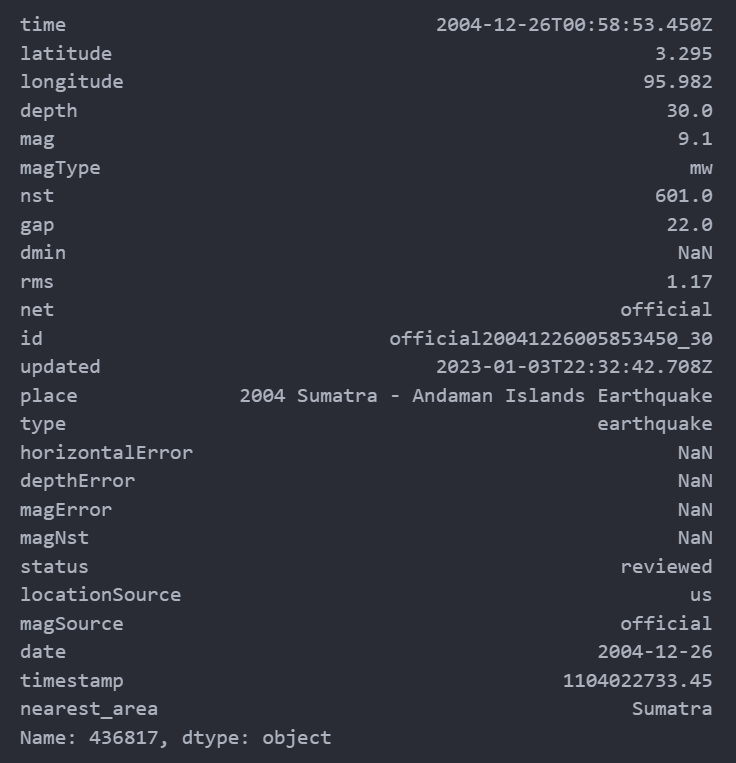 time 2004-12-26T00:58:53.450Z
latitude 3.295
longitude 95.982
depth 30.0
mag 9.1
magType mw
nst 601.0
gap 22.0
dmin NaN
rms 1.17
net official
id official20041226005853450_30
updated 2023-01-03T22:32:42.708Z
place 2004 Sumatra - Andaman Islands Earthquake
type earthquake
horizontalError NaN
depthError NaN
magError NaN
magNst NaN
status reviewed
locationSource us
magSource official
date 2004-12-26
timestamp 1104022733.45
nearest_area Sumatra
Name: 436817, dtype: object